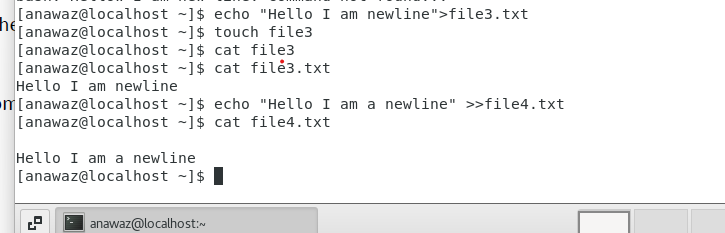 [anawaz@localhost ~]$ echo "Hello I am newline">file3.txt
[anawaz@localhost ~]$ touch file3
[anawaz@localhost ~]$ cat file3
[anawaz@localhost ~]$ cat file3.txt
Hello I am newline
[anawaz@localhost ~]$ echo "Hello I am a newline" >>file4.txt
[anawaz@localhost ~]$ cat file4.txt
Hello I am a newline
[anawaz@localhost ~]$
anawaz@localhost:~